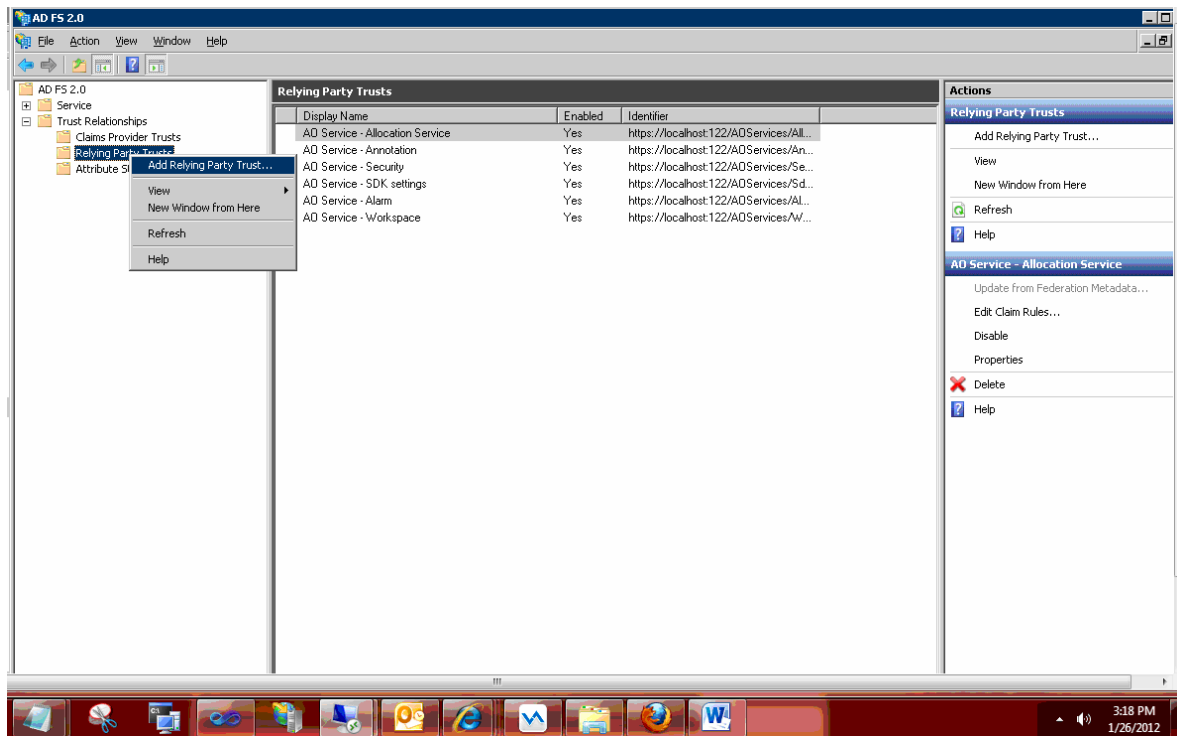 AD FS 2.0
File Action View Window Help
AD FS 2.0
Service
Trust Relationships
Claims Provider Trusts
Relying Party Trusts
Attribute
Add Relying Party Trust...
View
New Window from Here
Refresh
Help
Relying Party Trusts
Display Name Enabled Identifier
AO Service - Allocation Service Yes https://localhost:122/AOServices/All...
AO Service - Annotation Yes https://localhost:122/AOServices/An...
AO Service - Security Yes https://localhost:122/AOServices/Se...
AO Service - SDK settings Yes https://localhost:122/AOServices/Sd...
AO Service - Alarm Yes https://localhost:122/AOServices/Al...
AO Service - Workspace Yes https://localhost:122/AOServices/W...
Actions
Relying Party Trusts
Add Relying Party Trust...
View
New Window from Here
Refresh
Help
AO Service - Allocation Service
Update from Federation Metadata...
Edit Claim Rules...
Disable
Properties
Delete
Help
3:18 PM
1/26/2012